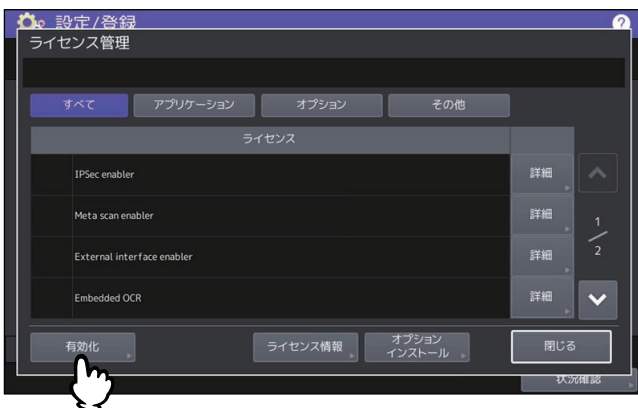 設定/登録
?
ライセンス管理
すべて アプリケーション オプション その他
ライセンス
IPSec enabler 詳細
Meta scan enabler 詳細
1
External interface enabler 詳細
2
Embedded OCR 詳細
有効化 ライセンス情報 オプション
インストール 閉じる
状況確認